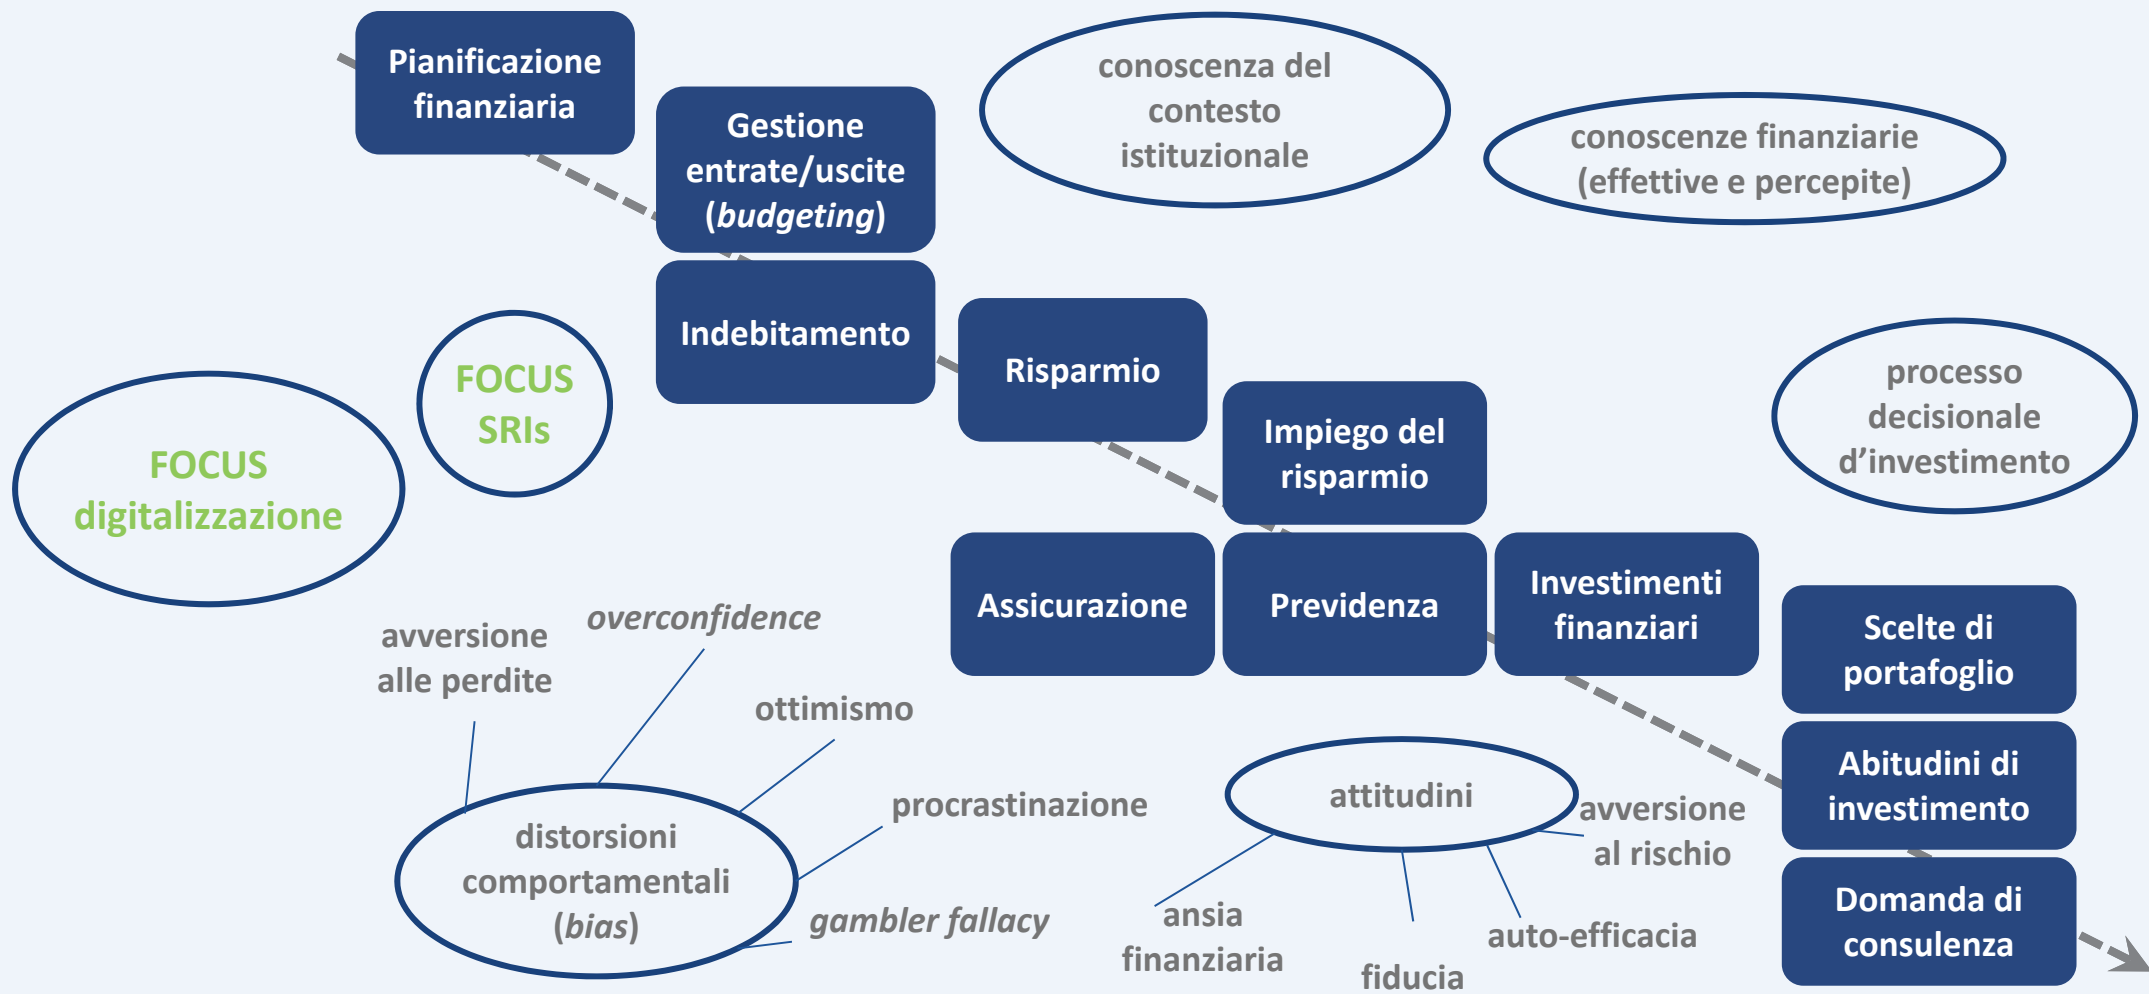 Pianificazione
finanziaria
Gestione
entrate/uscite
(budgeting)
Indebitamento
conoscenza del
contesto
istituzionale
conoscenze finanziarie
(effettive e percepite)
Risparmio
Impiego del
risparmio
processo
decisionale
d’investimento
FOCUS
SRIs
FOCUS
digitalizzazione
Assicurazione
Previdenza
Investimenti
finanziari
Scelte di
portafoglio
Abitudini di
investimento
Domanda di
consulenza
avversione
alle perdite
overconfidence
ottimismo
procrastinazione
gambler fallacy
distorsioni
comportamentali
(bias)
attitudini
avversione
al rischio
auto-efficacia
fiducia
ansia
finanziaria